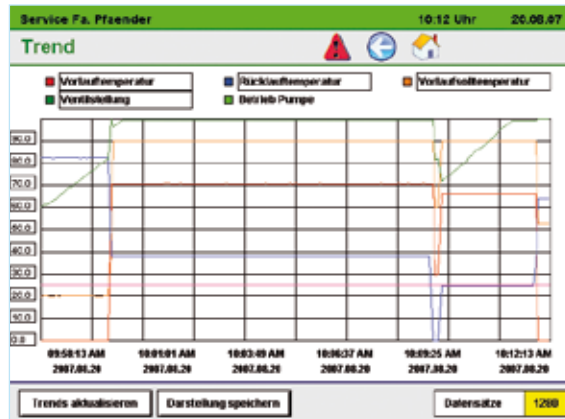 Service Fa. Pfaender 10:12 Uhr 20.08.07
Trend
Vorlauftemperatur Rücklauftemperatur Vorlaufsolltemperatur
Ventilstellung Betrieb Pumpe
90.0
80.0
70.0
60.0
50.0
40.0
30.0
20.0
10.0
0.0
09:58:13 AM 10:01:01 AM 10:03:49 AM 10:06:37 AM 10:09:25 AM 10:12:13 AM
2007.08.20 2007.08.20 2007.08.20 2007.08.20 2007.08.20 2007.08.20
Trends aktualisieren Darstellung speichern Datensätze 1280